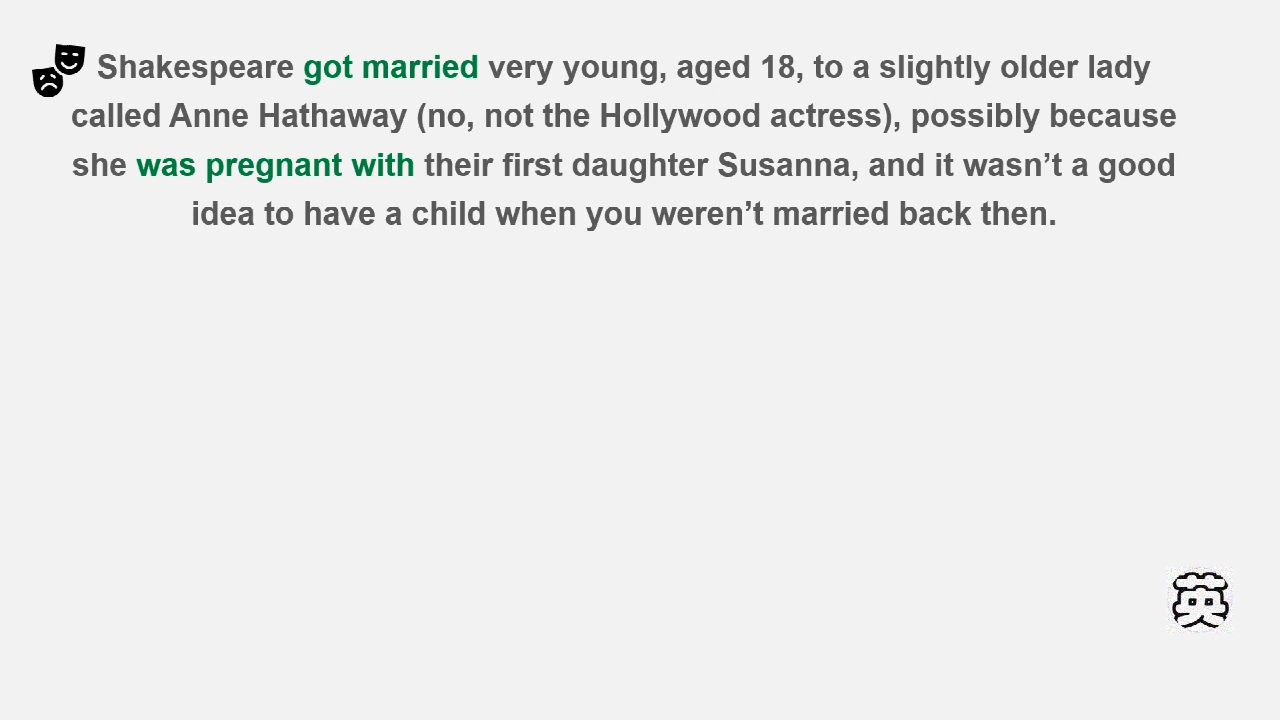 Shakespeare got married very young, aged 18, to a slightly older lady
called Anne Hathaway (no, not the Hollywood actress), possibly because
she was pregnant with their first daughter Susanna, and it wasn’t a good
idea to have a child when you weren’t married back then.
英